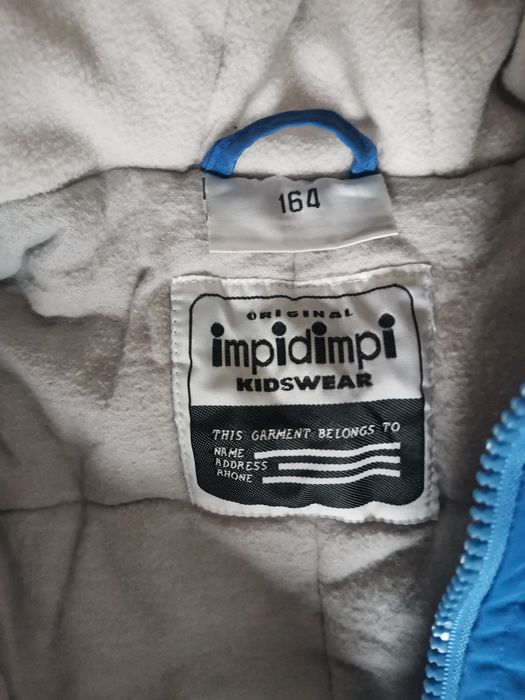 164
ORIGINAL
impidimpi
KIDSWEAR
THIS GARMENT BELONGS TO
NAME
ADDRESS
PHONE